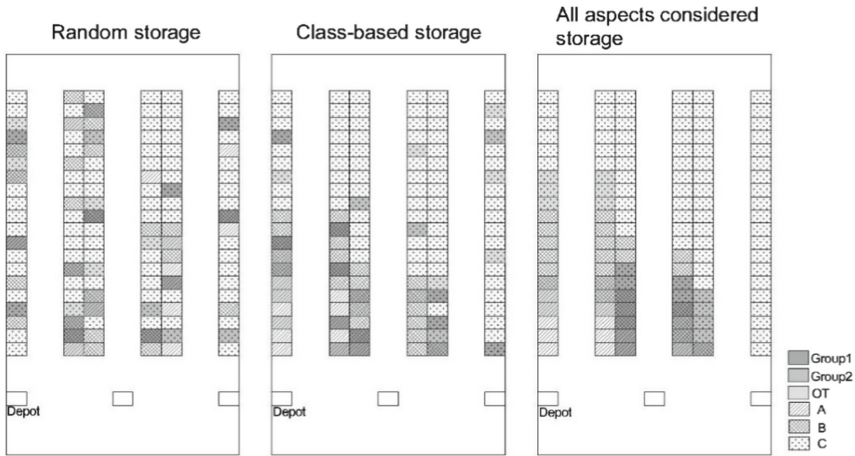 Random storage
Class-based storage
All aspects considered
storage
Depot
Depot
Depot
Group1
Group2
OT
A
B
C